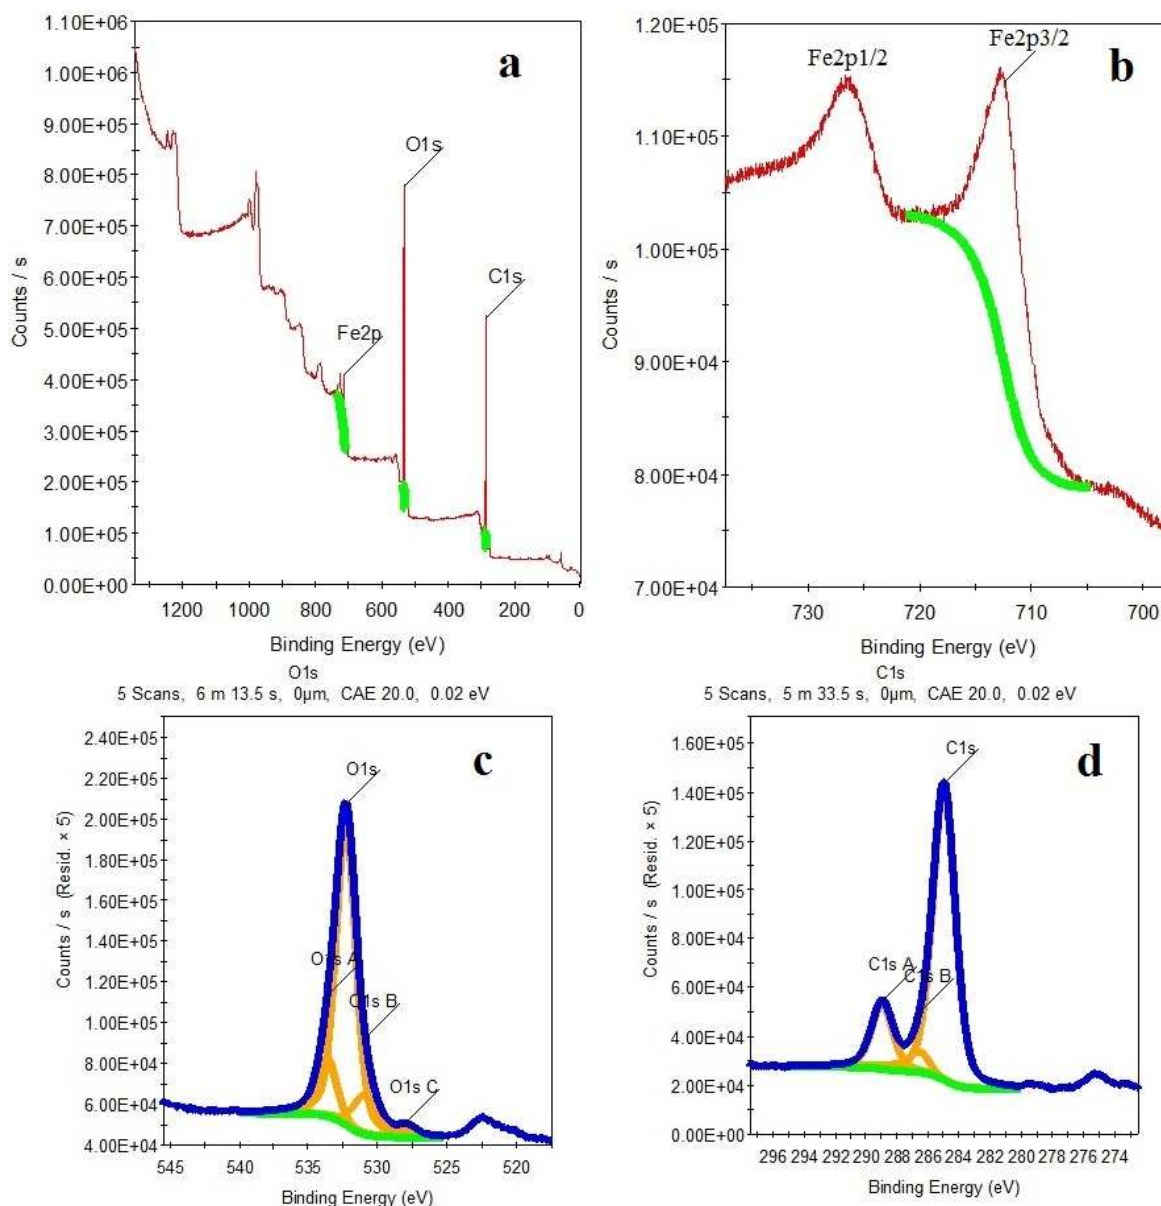 a
1.10E+06
1.00E+06
9.00E+05
8.00E+05
7.00E+05
6.00E+05
5.00E+05
4.00E+05
3.00E+05
2.00E+05
1.00E+05
0.00E+00
Counts / s
O1s
C1s
Fe2p
1200 1000 800 600 400 200 0
Binding Energy (eV)
b
1.20E+05
1.10E+05
1.00E+05
9.00E+04
8.00E+04
7.00E+04
Counts / s
Fe2p1/2
Fe2p3/2
730 720 710 700
Binding Energy (eV)
O1s
5 Scans, 6 m 13.5 s, 0µm, CAE 20.0, 0.02 eV
c
2.40E+05
2.20E+05
2.00E+05
1.80E+05
1.60E+05
1.40E+05
1.20E+05
1.00E+05
8.00E+04
6.00E+04
4.00E+04
Counts / s (Resid. × 5)
O1s
O1s A
O1s B
O1s C
545 540 535 530 525 520
Binding Energy (eV)
C1s
5 Scans, 5 m 33.5 s, 0µm, CAE 20.0, 0.02 eV
d
1.60E+05
1.40E+05
1.20E+05
1.00E+05
8.00E+04
6.00E+04
4.00E+04
2.00E+04
0.00E+00
Counts / s (Resid. × 5)
C1s
C1s A
C1s B
296 294 292 290 288 286 284 282 280 278 276 274
Binding Energy (eV)